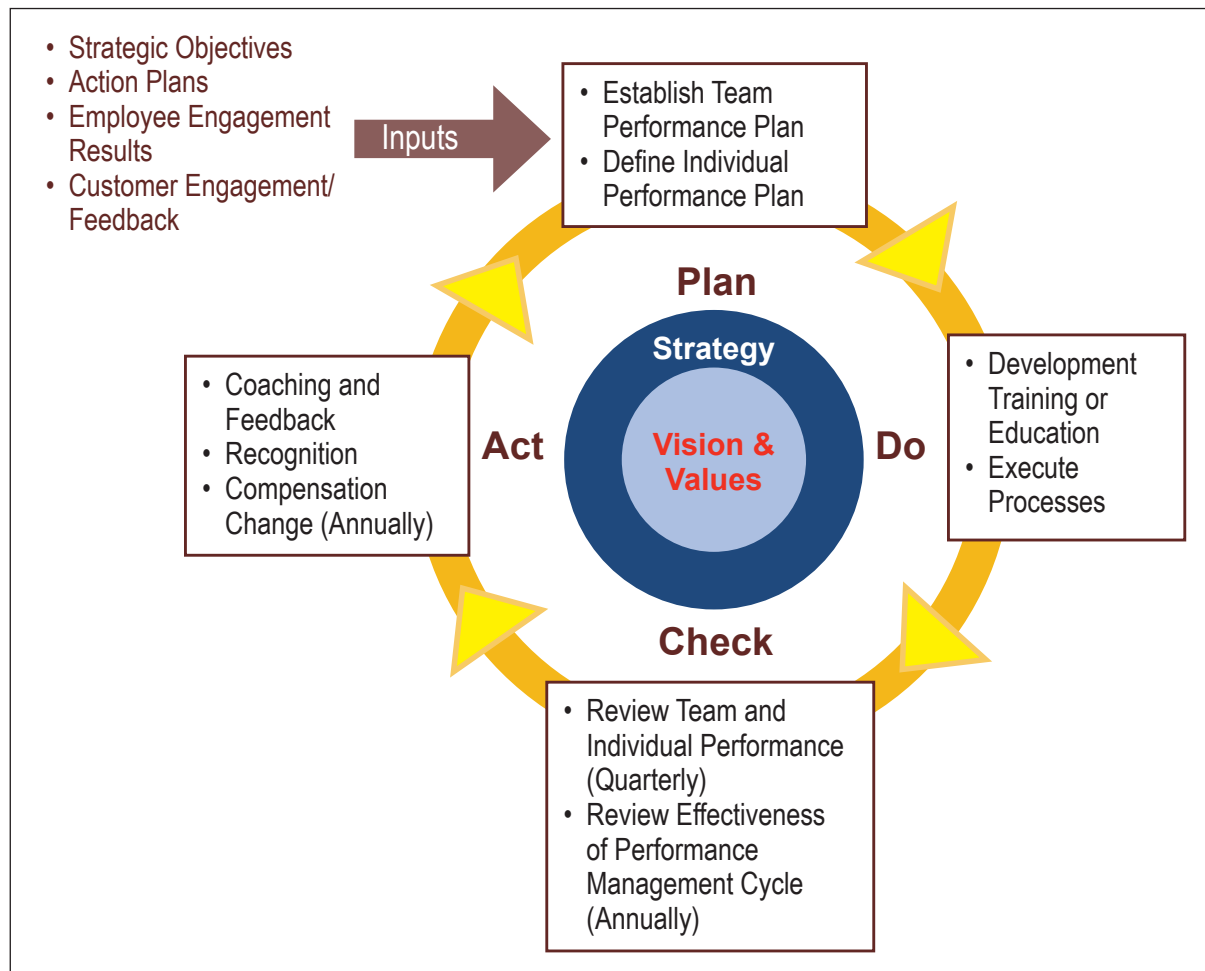 • Strategic Objectives
• Action Plans
• Employee Engagement
Results
• Customer Engagement/
Feedback
Inputs
• Establish Team
Performance Plan
• Define Individual
Performance Plan
Plan
Strategy
Vision &
Values
Act
Do
Check
• Coaching and
Feedback
• Recognition
• Compensation
Change (Annually)
• Development
Training or
Education
• Execute
Processes
• Review Team and
Individual Performance
(Quarterly)
• Review Effectiveness
of Performance
Management Cycle
(Annually)